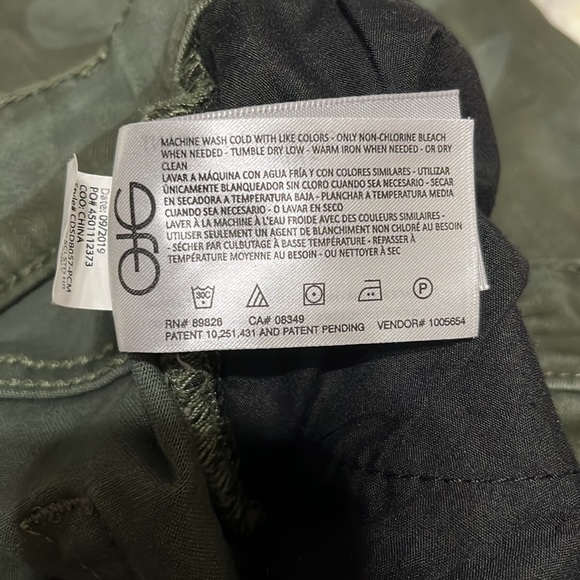 MACHINE WASH COLD WITH LIKE COLORS - ONLY NON-CHLORINE BLEACH
WHEN NEEDED - TUMBLE DRY LOW - WARM IRON WHEN NEEDED - OR DRY
CLEAN
LAVAR A MÁQUINA CON AGUA FRÍA Y CON COLORES SIMILARES - UTILIZAR
ÚNICAMENTE BLANQUEADOR SIN CLORO CUANDO SEA NECESARIO - SECAR
EN SECADORA A TEMPERATURA BAJA - PLANCHAR A TEMPERATURA MEDIA
CUANDO SEA NECESARIO - O LAVAR EN SECO
LAVER À LA MACHINE À L'EAU FROIDE AVEC DES COULEURS SIMILAIRES -
UTILISER SEULEMENT UN AGENT DE BLANCHIMENT NON CHLORÉ AU BESOIN
- SÉCHER PAR CULBUTAGE À BASSE TEMPÉRATURE - REPASSER À
TEMPÉRATURE MOYENNE AU BESOIN - OU NETTOYER À SEC
30C
P
RN# 89828 CA# 08349 VENDOR# 1005654
PATENT 10,251,431 AND PATENT PENDING
Date: 09/2019
PO# 4501112373
COO: CHINA